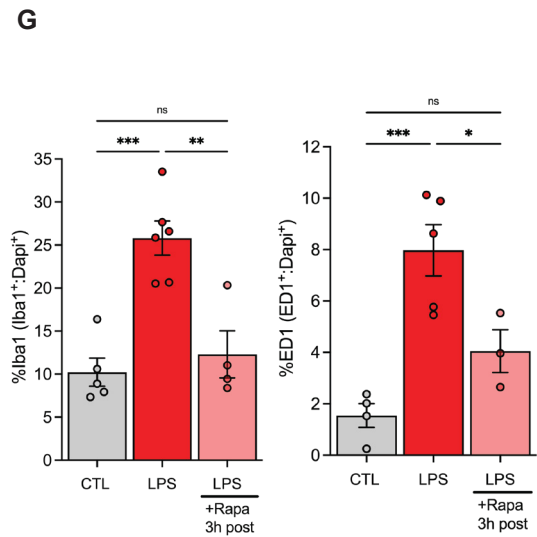 G
ns
*** **
35
30
25
20
15
10
5
0
%Iba1 (Iba1⁺:Dapi⁺)
CTL LPS LPS
+Rapa
3h post
ns
*** *
12
10
8
6
4
2
0
%ED1 (ED1⁺:Dapi⁺)
CTL LPS LPS
+Rapa
3h post